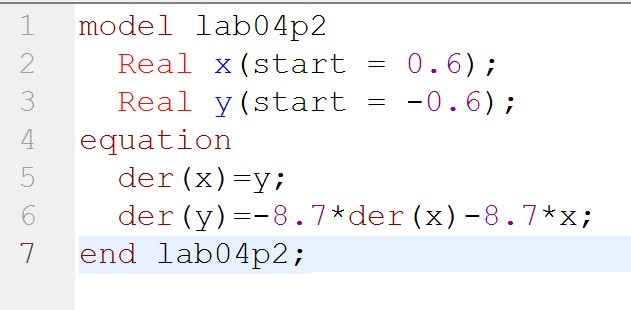 1 model lab04p2
2 Real x(start = 0.6);
3 Real y(start = -0.6);
4 equation
5 der(x)=y;
6 der(y)=-8.7*der(x)-8.7*x;
7 end lab04p2;